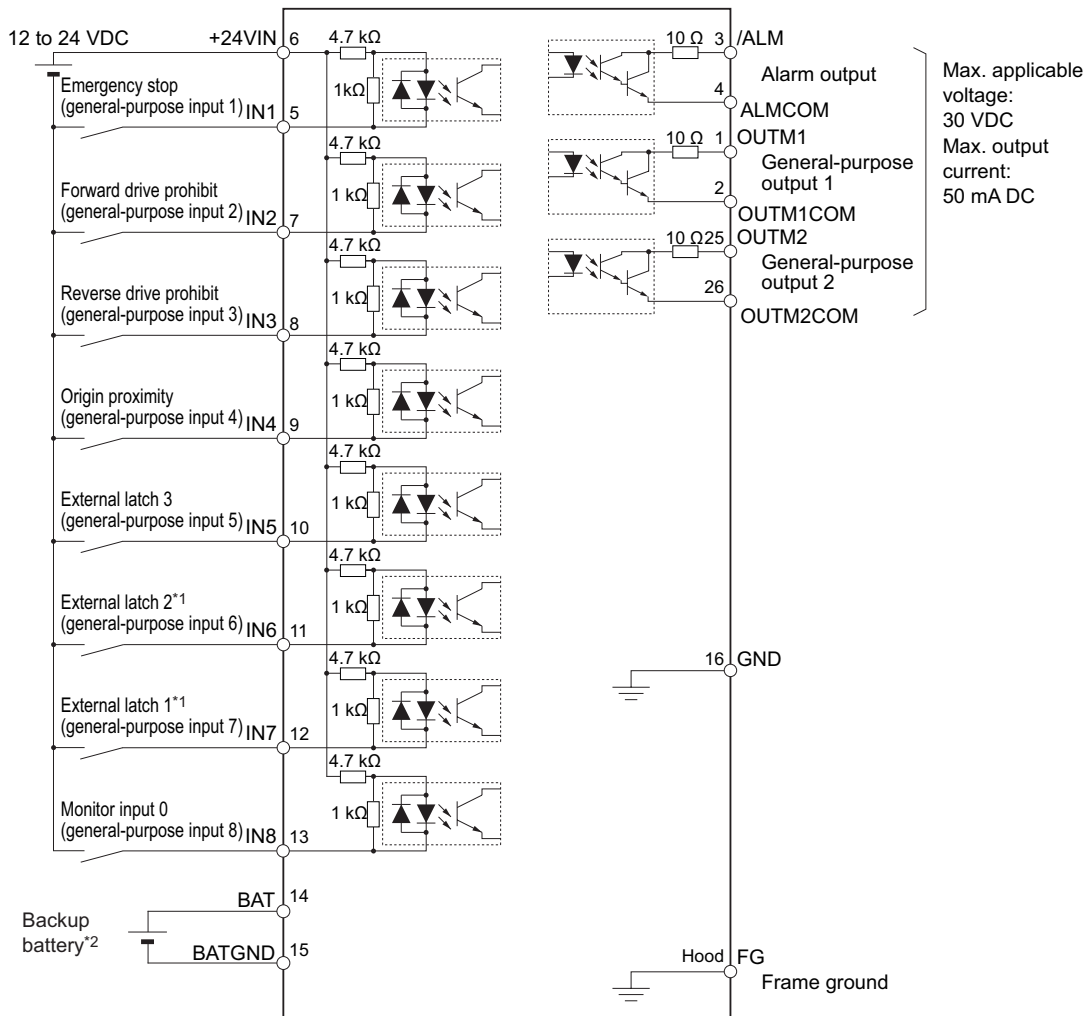 12 to 24 VDC
+24VIN 6
4.7 kΩ
1kΩ
Emergency stop
(general-purpose input 1) IN1 5
4.7 kΩ
1 kΩ
Forward drive prohibit
(general-purpose input 2) IN2 7
4.7 kΩ
1 kΩ
Reverse drive prohibit
(general-purpose input 3) IN3 8
4.7 kΩ
1 kΩ
Origin proximity
(general-purpose input 4) IN4 9
4.7 kΩ
1 kΩ
External latch 3
(general-purpose input 5) IN5 10
4.7 kΩ
1 kΩ
External latch 2*1
(general-purpose input 6) IN6 11
4.7 kΩ
1 kΩ
External latch 1*1
(general-purpose input 7) IN7 12
4.7 kΩ
1 kΩ
Monitor input 0
(general-purpose input 8) IN8 13
BAT 14
Backup
battery*2
BATGND 15
10 Ω 3 /ALM
Alarm output
4
ALMCOM
10 Ω 1 OUTM1
General-purpose
output 1
2
OUTM1COM
10 Ω 25 OUTM2
General-purpose
output 2
26
OUTM2COM
Max. applicable
voltage:
30 VDC
Max. output
current:
50 mA DC
16 GND
Hood FG
Frame ground